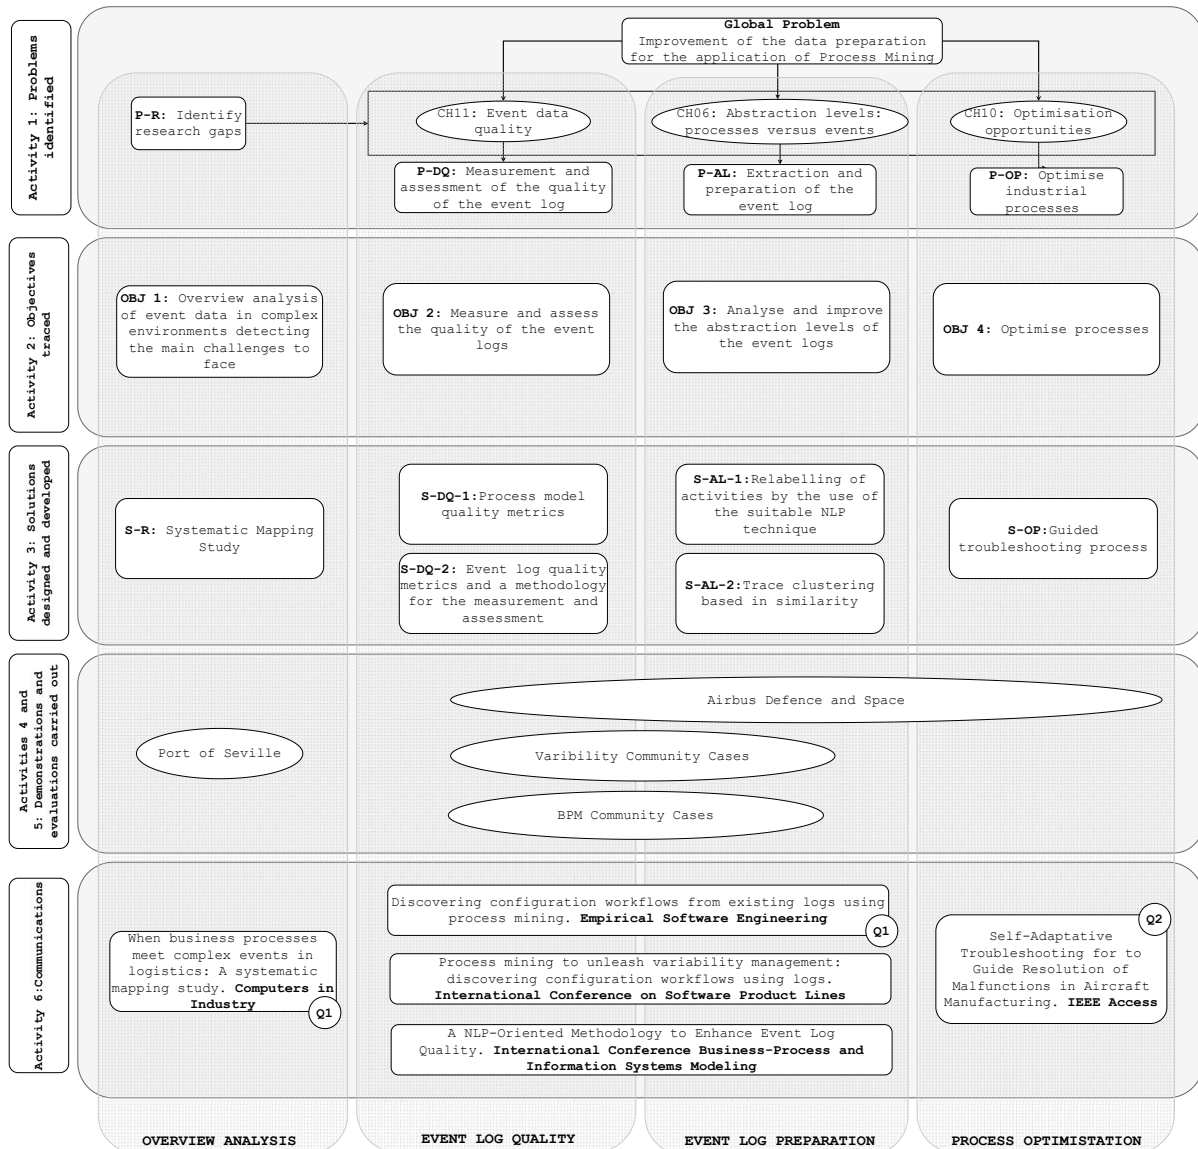 Activity 1: Problems
identified
Global Problem
Improvement of the data preparation
for the application of Process Mining
P-R: Identify
research gaps
CH11: Event data
quality
CH06: Abstraction levels:
processes versus events
CH10: Optimisation
opportunities
P-DQ: Measurement and
assessment of the quality
of the event log
P-AL: Extraction and
preparation of the
event log
P-OP: Optimise
industrial
processes
Activity 2: Objectives
traced
OBJ 1: Overview analysis
of event data in complex
environments detecting
the main challenges to
face
OBJ 2: Measure and assess
the quality of the event
logs
OBJ 3: Analyse and improve
the abstraction levels of
the event logs
OBJ 4: Optimise processes
Activity 3: Solutions
designed and developed
S-R: Systematic Mapping
Study
S-DQ-1:Process model
quality metrics
S-DQ-2: Event log quality
metrics and a methodology
for the measurement and
assessment
S-AL-1:Relabelling of
activities by the use of
the suitable NLP
technique
S-AL-2:Trace clustering
based in similarity
S-OP:Guided
troubleshooting process
Activities 4 and
5: Demonstrations and
evaluations carried out
Airbus Defence and Space
Port of Seville
Varibility Community Cases
BPM Community Cases
Activity 6:Communications
When business processes
meet complex events in
logistics: A systematic
mapping study. Computers in
Industry
Q1
Discovering configuration workflows from existing logs using
process mining. Empirical Software Engineering
Q1
Process mining to unleash variability management:
discovering configuration workflows using logs.
International Conference on Software Product Lines
A NLP-Oriented Methodology to Enhance Event Log
Quality. International Conference Business-Process and
Information Systems Modeling
Q2
Self-Adaptative
Troubleshooting for to
Guide Resolution of
Malfunctions in Aircraft
Manufacturing. IEEE Access
OVERVIEW ANALYSIS
EVENT LOG QUALITY
EVENT LOG PREPARATION
PROCESS OPTIMISTATION